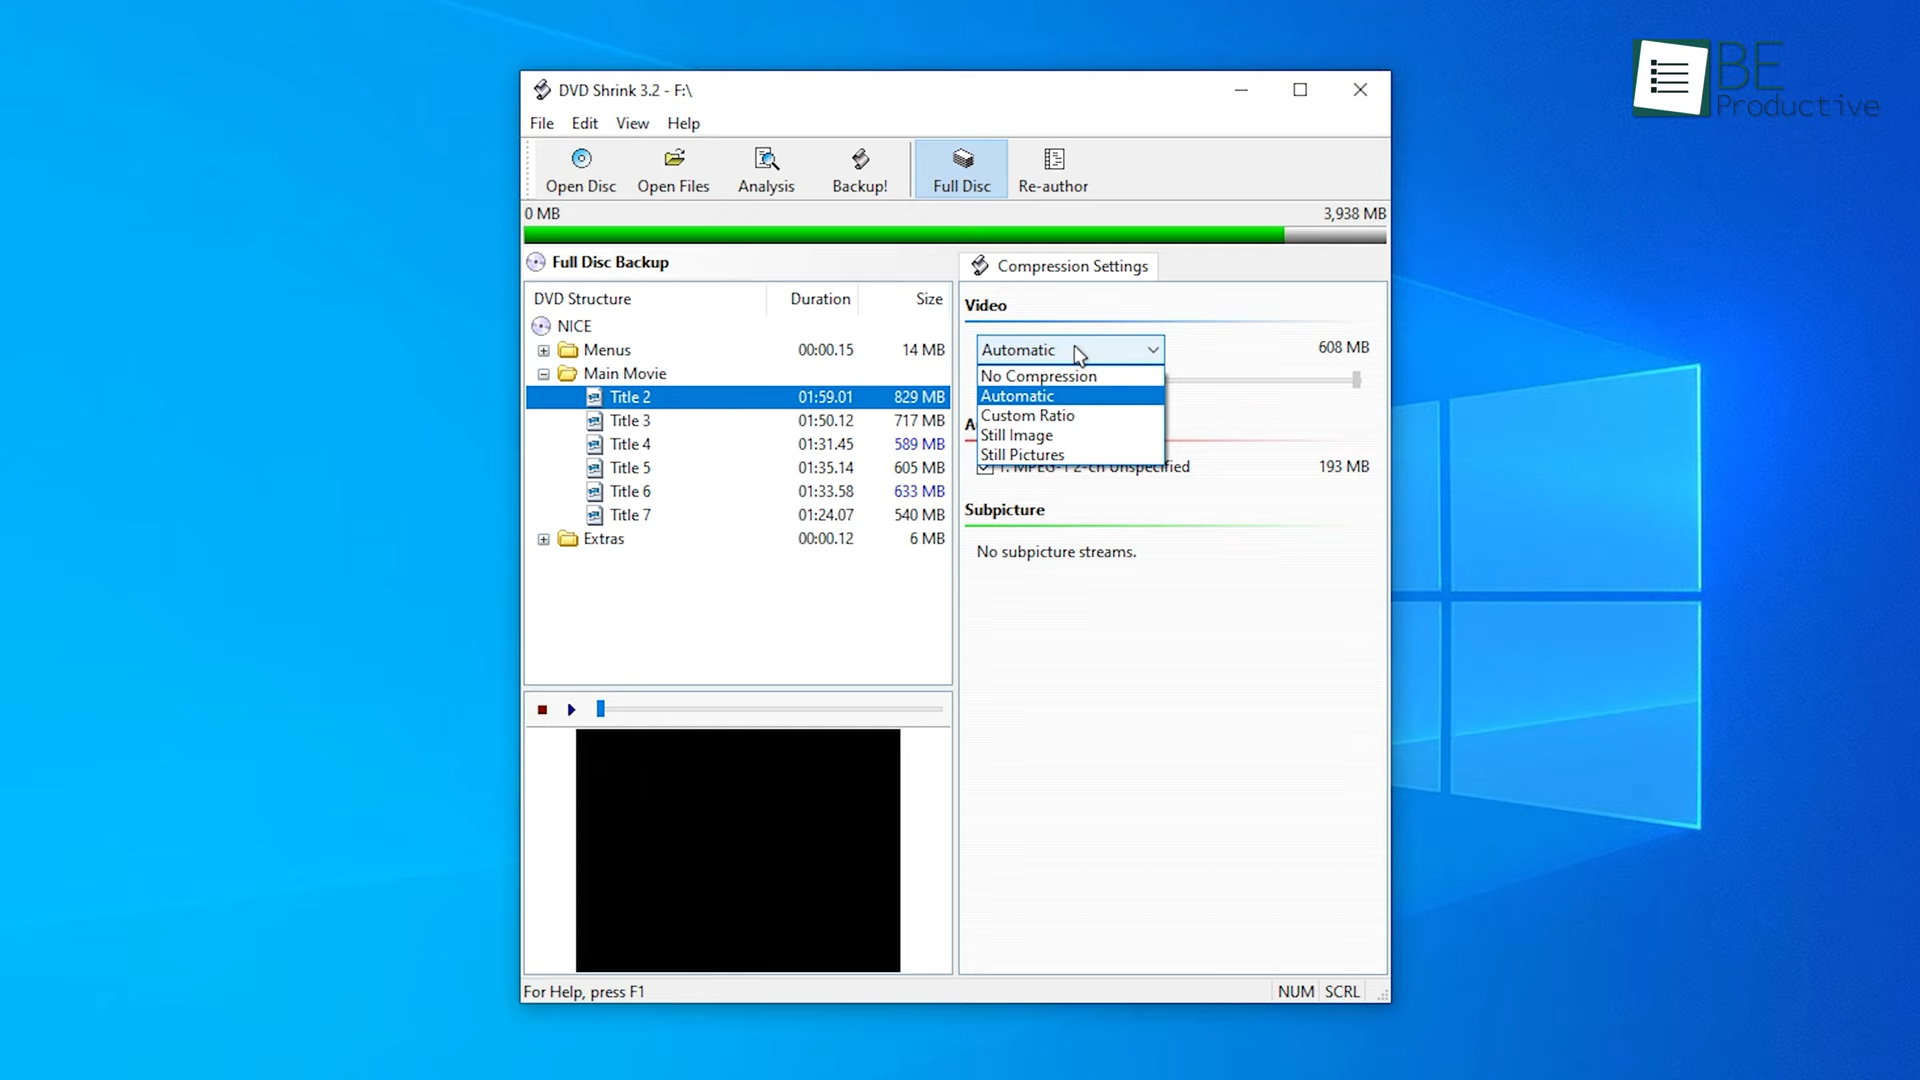 BE
Productive
DVD Shrink 3.2 - F:\
File Edit View Help
Open Disc Open Files Analysis Backup! Full Disc Re-author
0 MB 3,938 MB
Full Disc Backup
Compression Settings
DVD Structure Duration Size
NICE
Menus 00:00.15 14 MB
Main Movie
Title 2 01:59.01 829 MB
Title 3 01:50.12 717 MB
Title 4 01:31.45 589 MB
Title 5 01:35.14 605 MB
Title 6 01:33.58 633 MB
Title 7 01:24.07 540 MB
Extras 00:00.12 6 MB
Video
Automatic 608 MB
No Compression
Automatic
Custom Ratio
Still Image
Still Pictures
1. MPEG-1 2-ch Unspecified 193 MB
Subpicture
No subpicture streams.
For Help, press F1 NUM SCRL